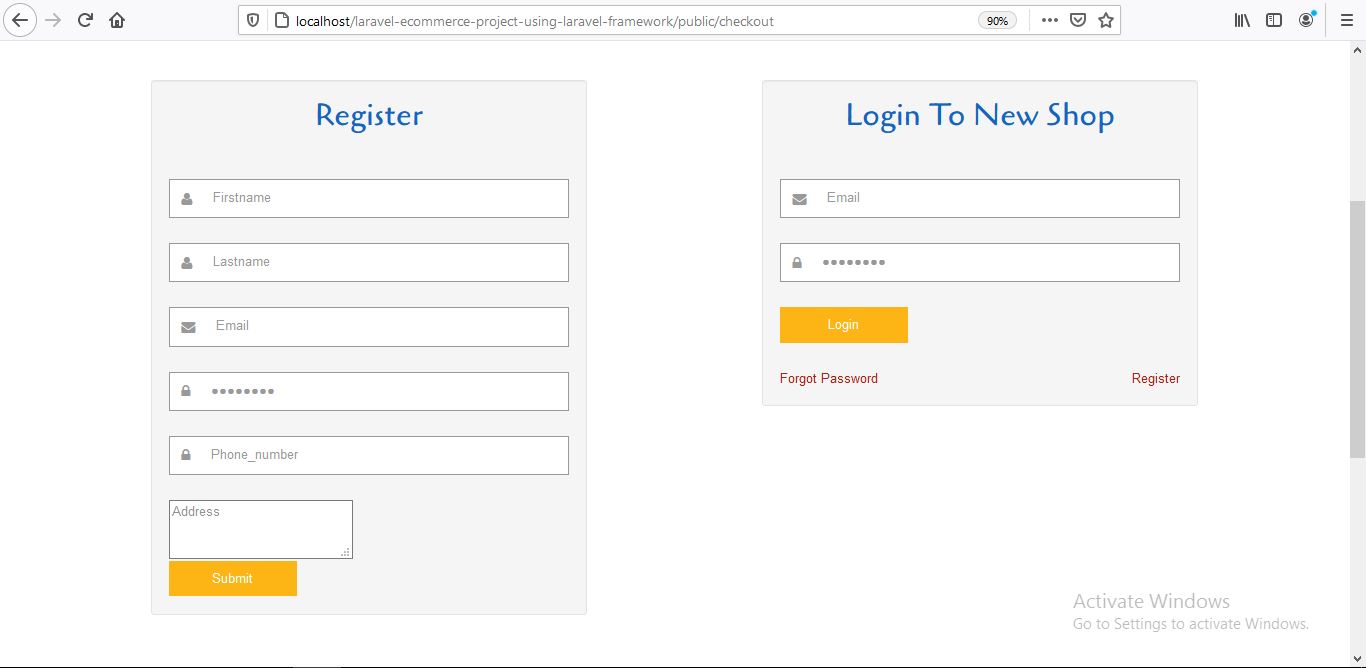 localhost/laravel-ecommerce-project-using-laravel-framework/public/checkout
90%
Register
Firstname
Lastname
Email
••••••••
Phone_number
Address
Submit
Login To New Shop
Email
••••••••
Login
Forgot Password
Register
Activate Windows
Go to Settings to activate Windows.